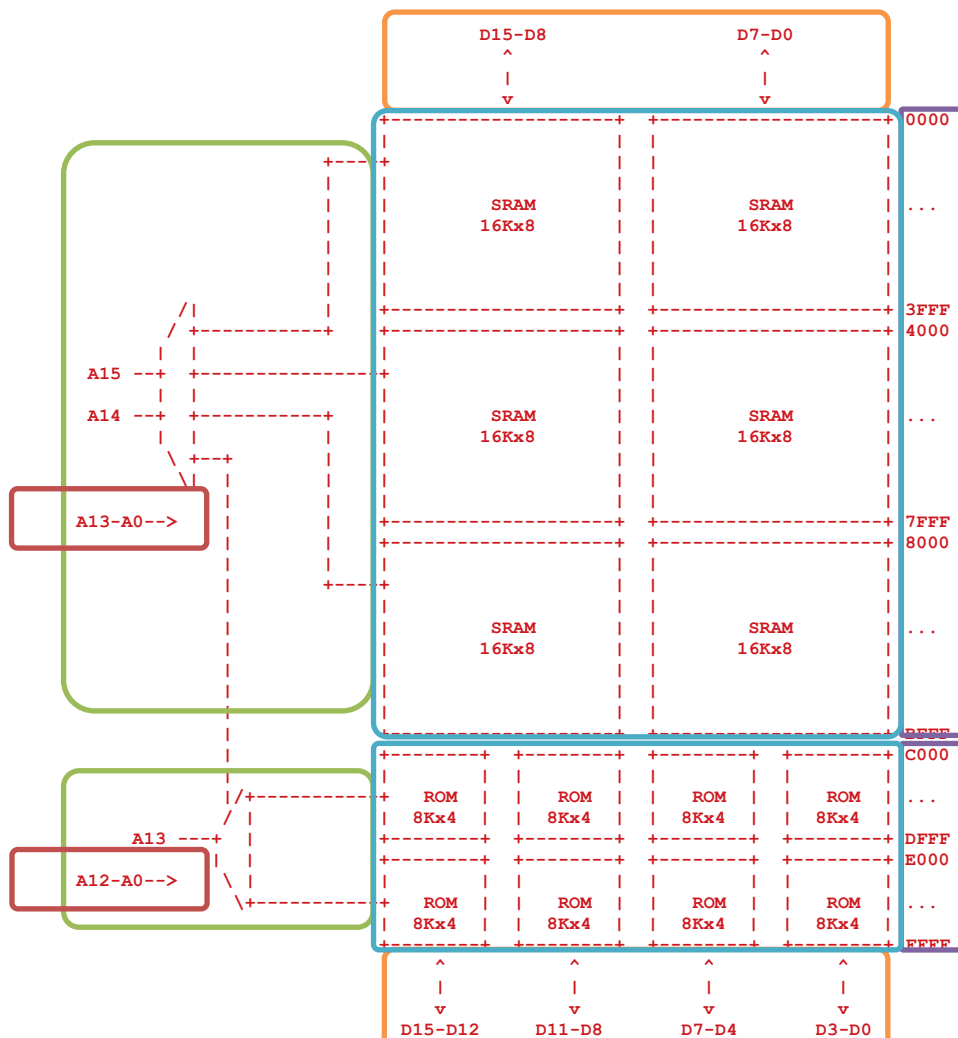 D15-D8 D7-D0
0000
SRAM SRAM ...
16Kx8 16Kx8
3FFF
4000
A15
A14 SRAM SRAM ...
16Kx8 16Kx8
A13-A0--> 7FFF
8000
SRAM SRAM ...
16Kx8 16Kx8
BFFF
C000
ROM ROM ROM ROM ...
8Kx4 8Kx4 8Kx4 8Kx4
A13 DFFF
E000
A12-A0-->
ROM ROM ROM ROM ...
8Kx4 8Kx4 8Kx4 8Kx4
FFFF
D15-D12 D11-D8 D7-D4 D3-D0